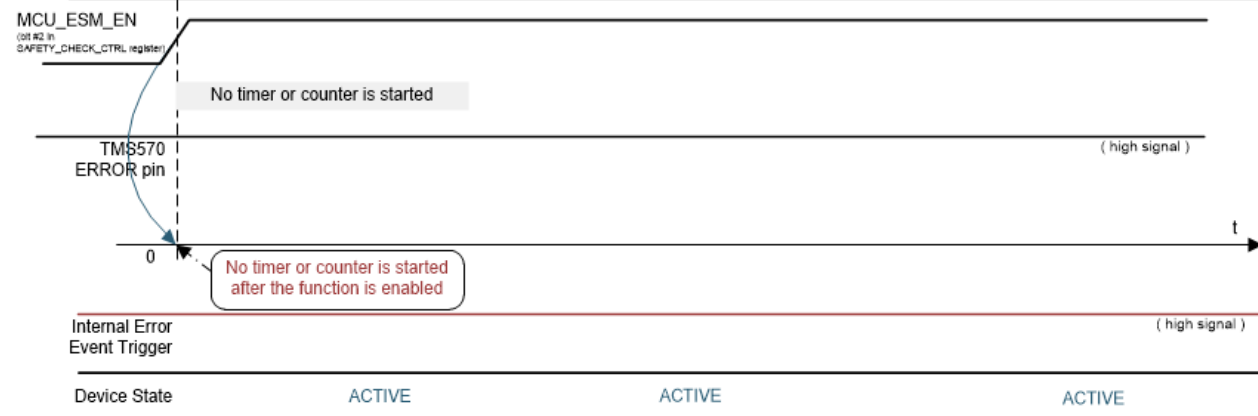 MCU_ESM_EN
(bit #2 in
SAFETY_CHECK_CTRL register)
No timer or counter is started
TMS570
ERROR pin
( high signal )
t
0
No timer or counter is started
after the function is enabled
Internal Error
Event Trigger
( high signal )
Device State
ACTIVE
ACTIVE
ACTIVE